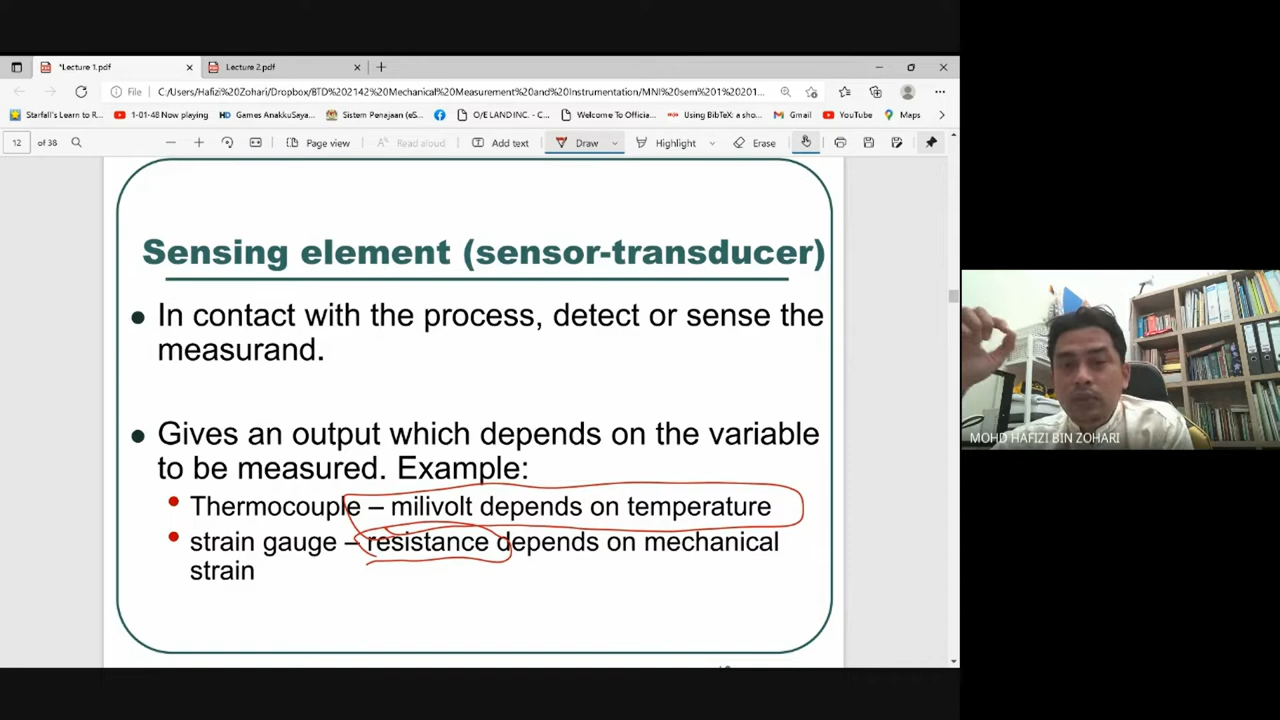 *Lecture 1.pdf
Lecture 2.pdf
File
C:/Users/Hafizi%20Zohari/Dropbox/BTD%202142%20Mechanical%20Measurement%20and%20Instrumentation/MNI%20sem%201%20201...
Starfall's Learn to R...
1-01-48 Now playing
HD Games AnakkuSaya...
Sistem Penajaan (e6...
O/E LAND INC. - C...
Welcome To Officia...
Using BibTeX: a sho...
Gmail
YouTube
Maps
12 of 38
Page view
Read aloud
Add text
Draw
Highlight
Erase
Sensing element (sensor-transducer)
In contact with the process, detect or sense the
measurand.
Gives an output which depends on the variable
to be measured. Example:
Thermocouple – milivolt depends on temperature
strain gauge – resistance depends on mechanical
strain
MOHD HAFIZI BIN ZOHARI